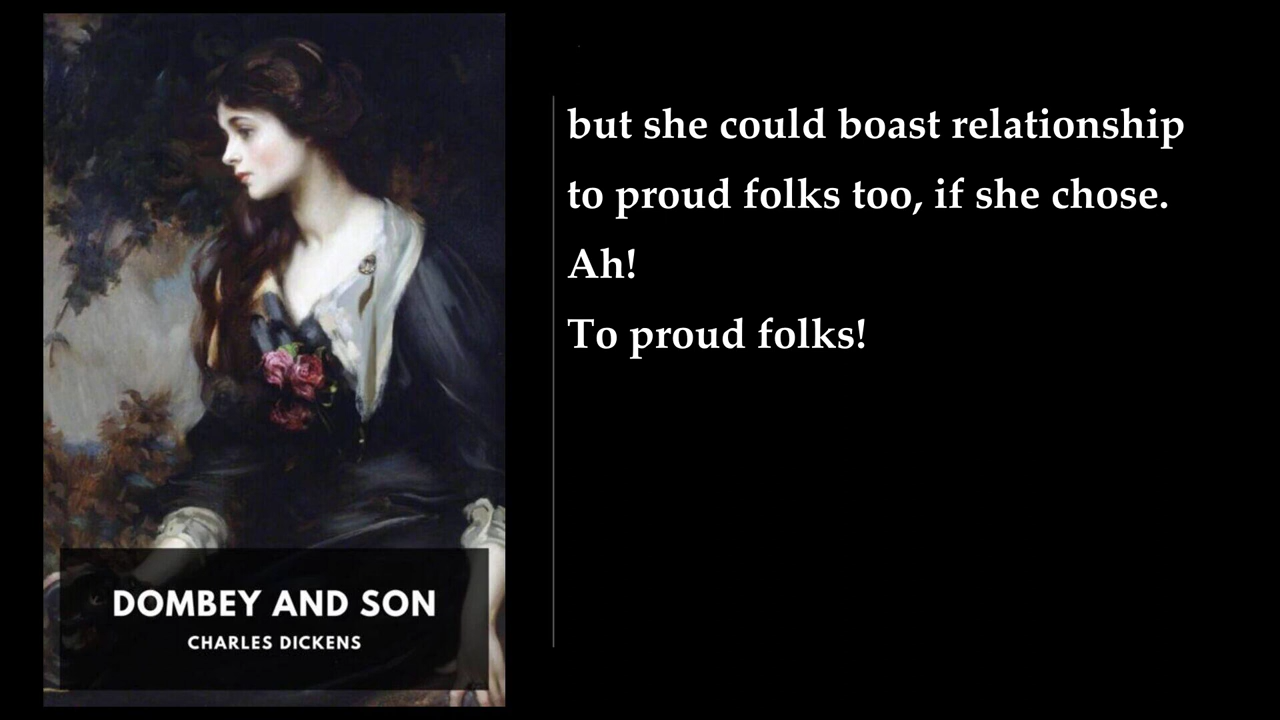 DOMBEY AND SON
CHARLES DICKENS
but she could boast relationship
to proud folks too, if she chose.
Ah!
To proud folks!